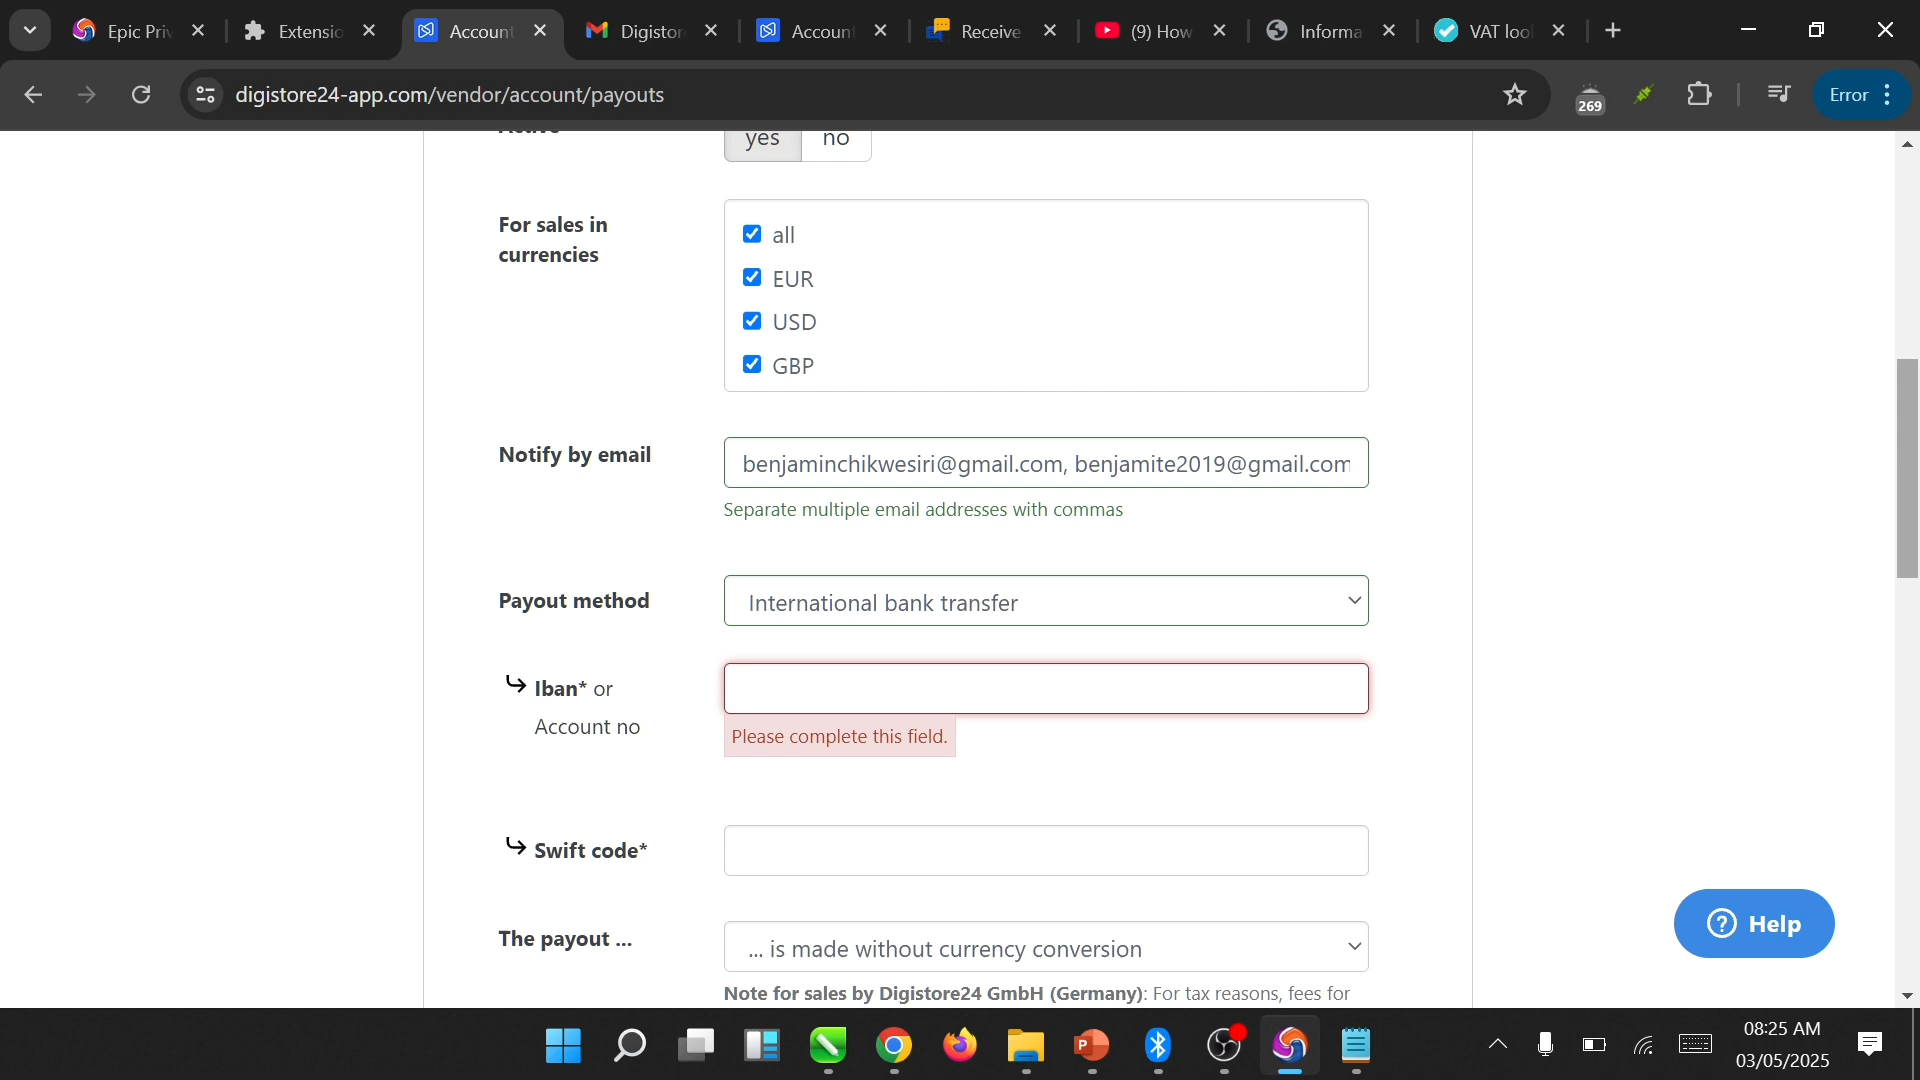 Epic Priv
Extensio
Account
Digistor
Account
Receive
(9) How
Informa
VAT loo
digistore24-app.com/vendor/account/payouts
269
Error
Active
yes
no
For sales in
currencies
all
EUR
USD
GBP
Notify by email
benjaminchikwesiri@gmail.com, benjamite2019@gmail.com
Separate multiple email addresses with commas
Payout method
International bank transfer
Iban* or
Account no
Please complete this field.
Swift code*
Help
The payout ...
... is made without currency conversion
Note for sales by Digistore24 GmbH (Germany): For tax reasons, fees for
08:25 AM
03/05/2025